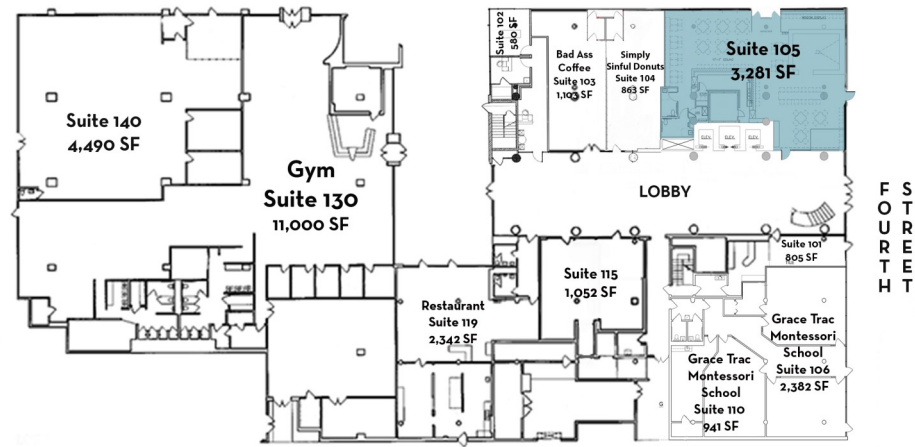 Suite 140
4,490 SF
Gym
Suite 130
11,000 SF
Suite 102
580 SF
Bad Ass
Coffee
Suite 103
1,103 SF
Simply
Sinful Donuts
Suite 104
863 SF
Suite 105
3,281 SF
ELEV.
ELEV.
ELEV.
LOBBY
FOURTH
STREET
Suite 101
805 SF
Suite 115
1,052 SF
Restaurant
Suite 119
2,342 SF
Grace Trac
Montessori
School
Suite 106
2,382 SF
Grace Trac
Montessori
School
Suite 110
941 SF